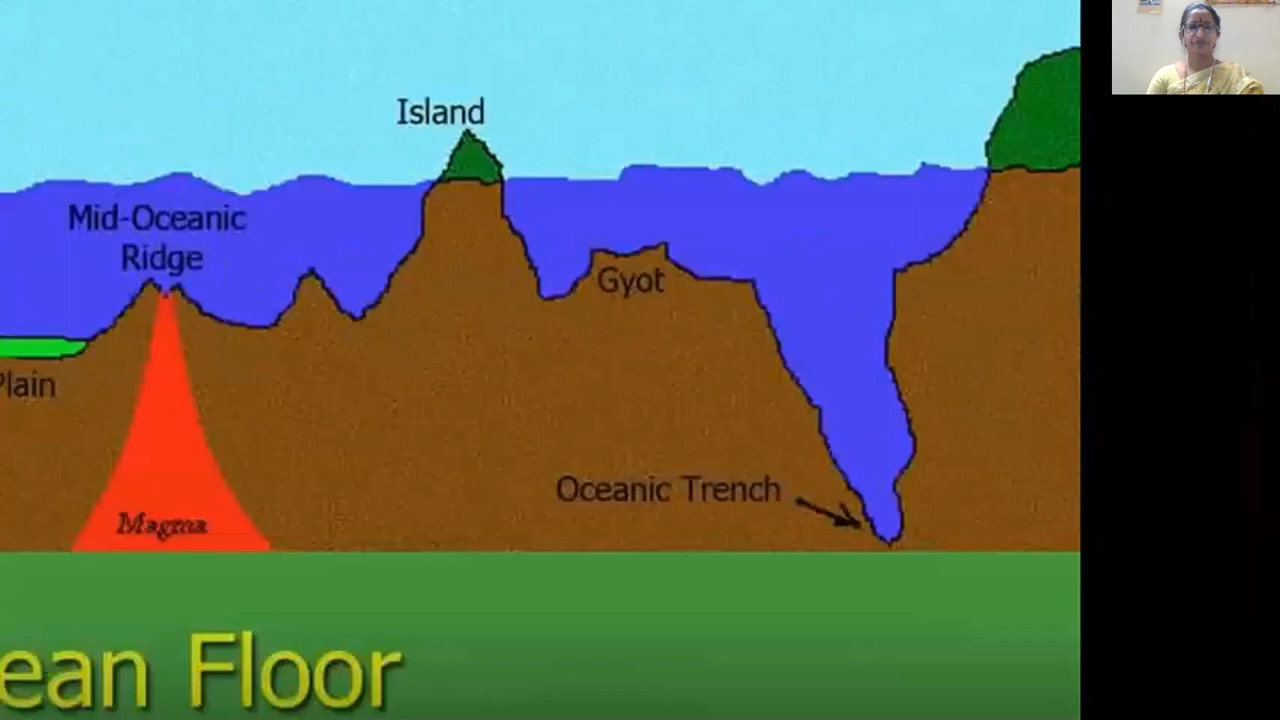 Island
Mid-Oceanic
Ridge
Gyot
Plain
Oceanic Trench
Magma
ean Floor